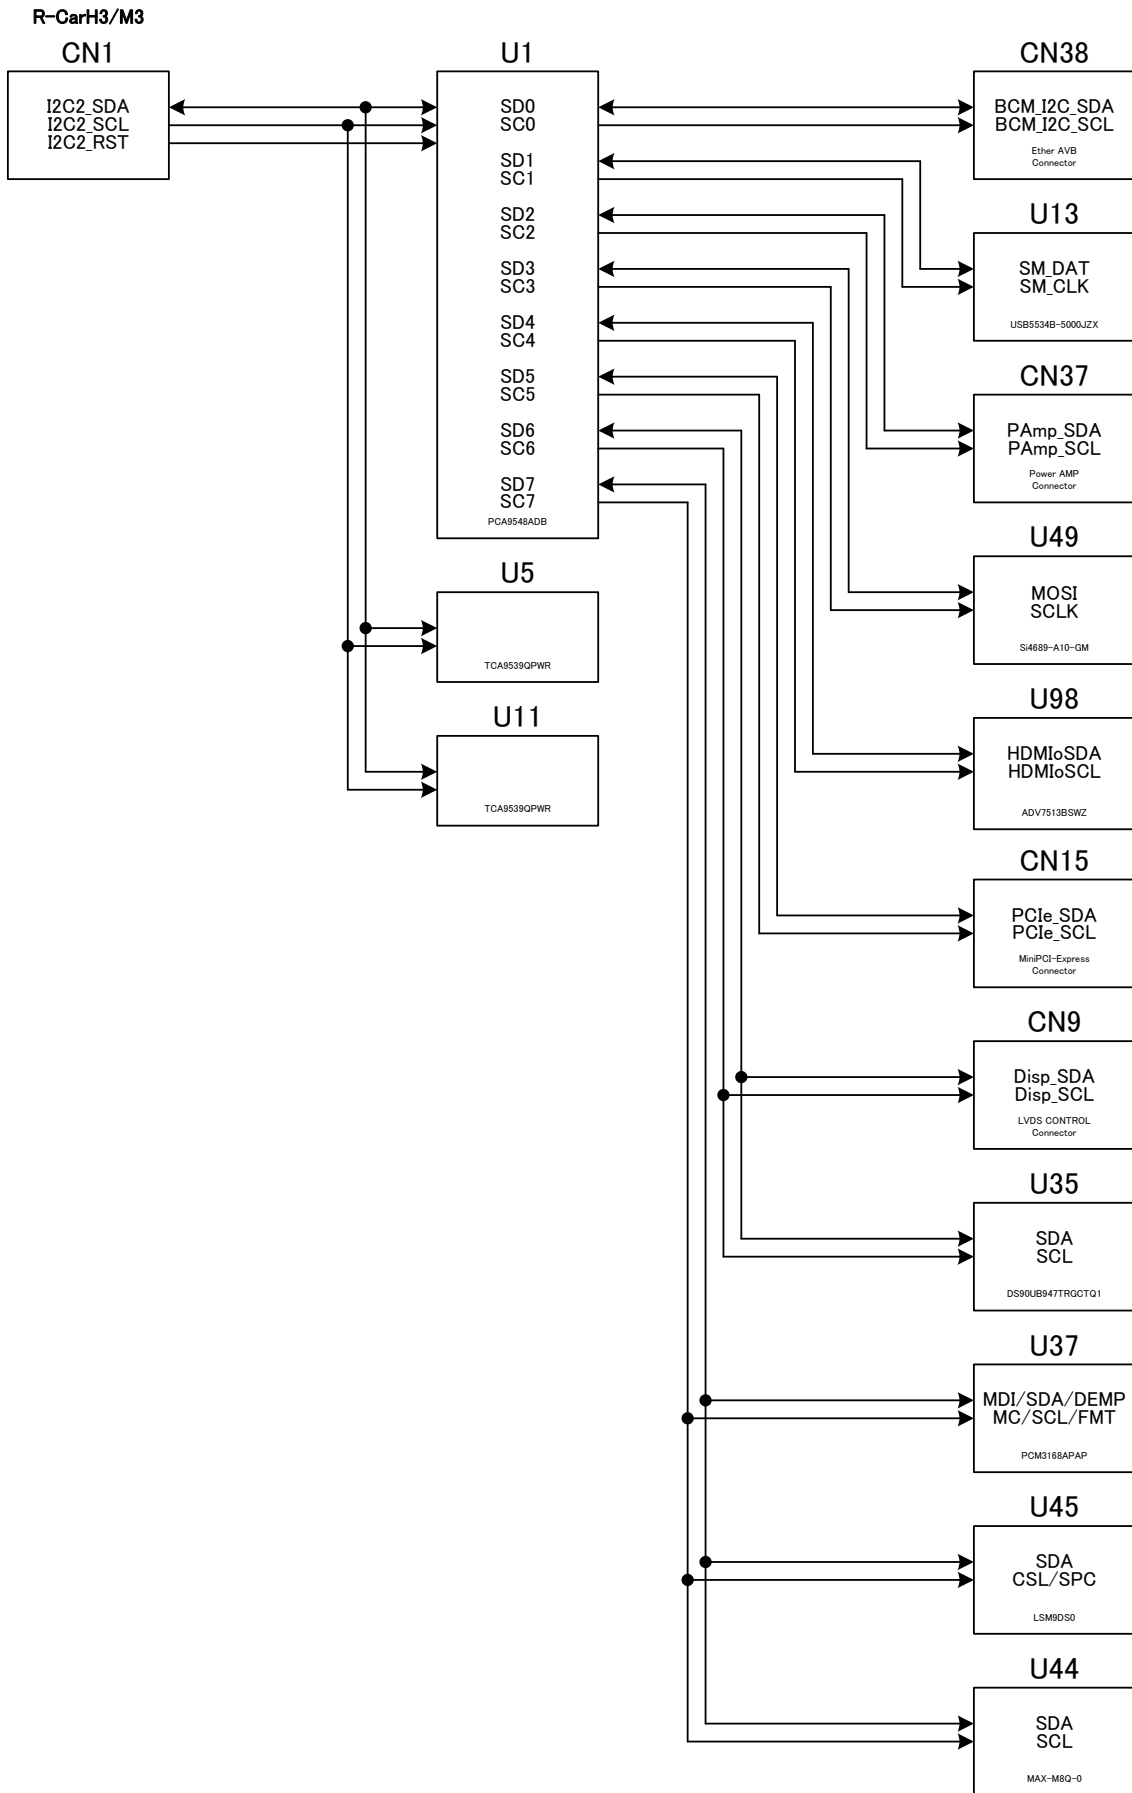 R-CarH3/M3
CN1
I2C2_SDA
I2C2_SCL
I2C2_RST
U1
SD0
SC0
SD1
SC1
SD2
SC2
SD3
SC3
SD4
SC4
SD5
SC5
SD6
SC6
SD7
SC7
PCA9548ADB
U5
TCA9539QPWR
U11
TCA9539QPWR
CN38
BCM_I2C_SDA
BCM_I2C_SCL
Ether AVB
Connector
U13
SM_DAT
SM_CLK
USB5534B-5000JZX
CN37
PAmp_SDA
PAmp_SCL
Power AMP
Connector
U49
MOSI
SCLK
Si4689-A10-GM
U98
HDMIoSDA
HDMIoSCL
ADV7513BSWZ
CN15
PCIe_SDA
PCIe_SCL
MiniPCI-Express
Connector
CN9
Disp_SDA
Disp_SCL
LVDS CONTROL
Connector
U35
SDA
SCL
DS90UB947TRGCTQ1
U37
MDI/SDA/DEMP
MC/SCL/FMT
PCM3168APAP
U45
SDA
CSL/SPC
LSM9DS0
U44
SDA
SCL
MAX-M8Q-0